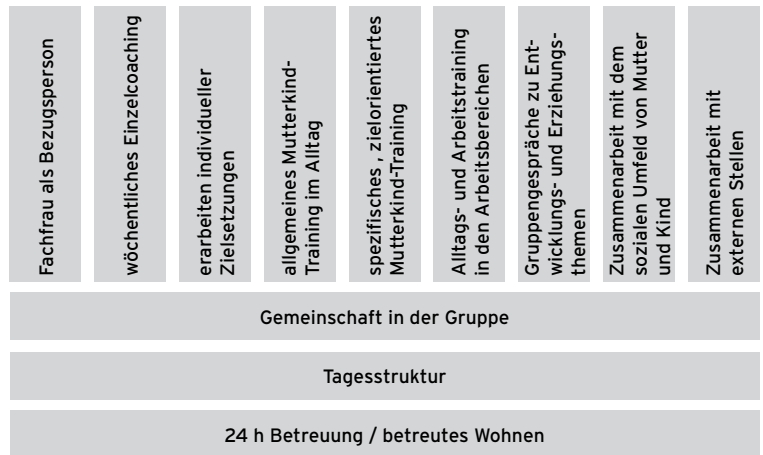 Fachfrau als Bezugsperson
wöchentliches Einzelcoaching
erarbeiten individueller
Zielsetzungen
allgemeines Mutterkind-
Training im Alltag
spezifisches , zielorientiertes
Mutterkind-Training
Alltags- und Arbeitstraining
in den Arbeitsbereichen
Gruppengespräche zu Ent-
wicklungs- und Erziehungs-
themen
Zusammenarbeit mit dem
sozialen Umfeld von Mutter
und Kind
Zusammenarbeit mit
externen Stellen
Gemeinschaft in der Gruppe
Tagesstruktur
24 h Betreuung / betreutes Wohnen